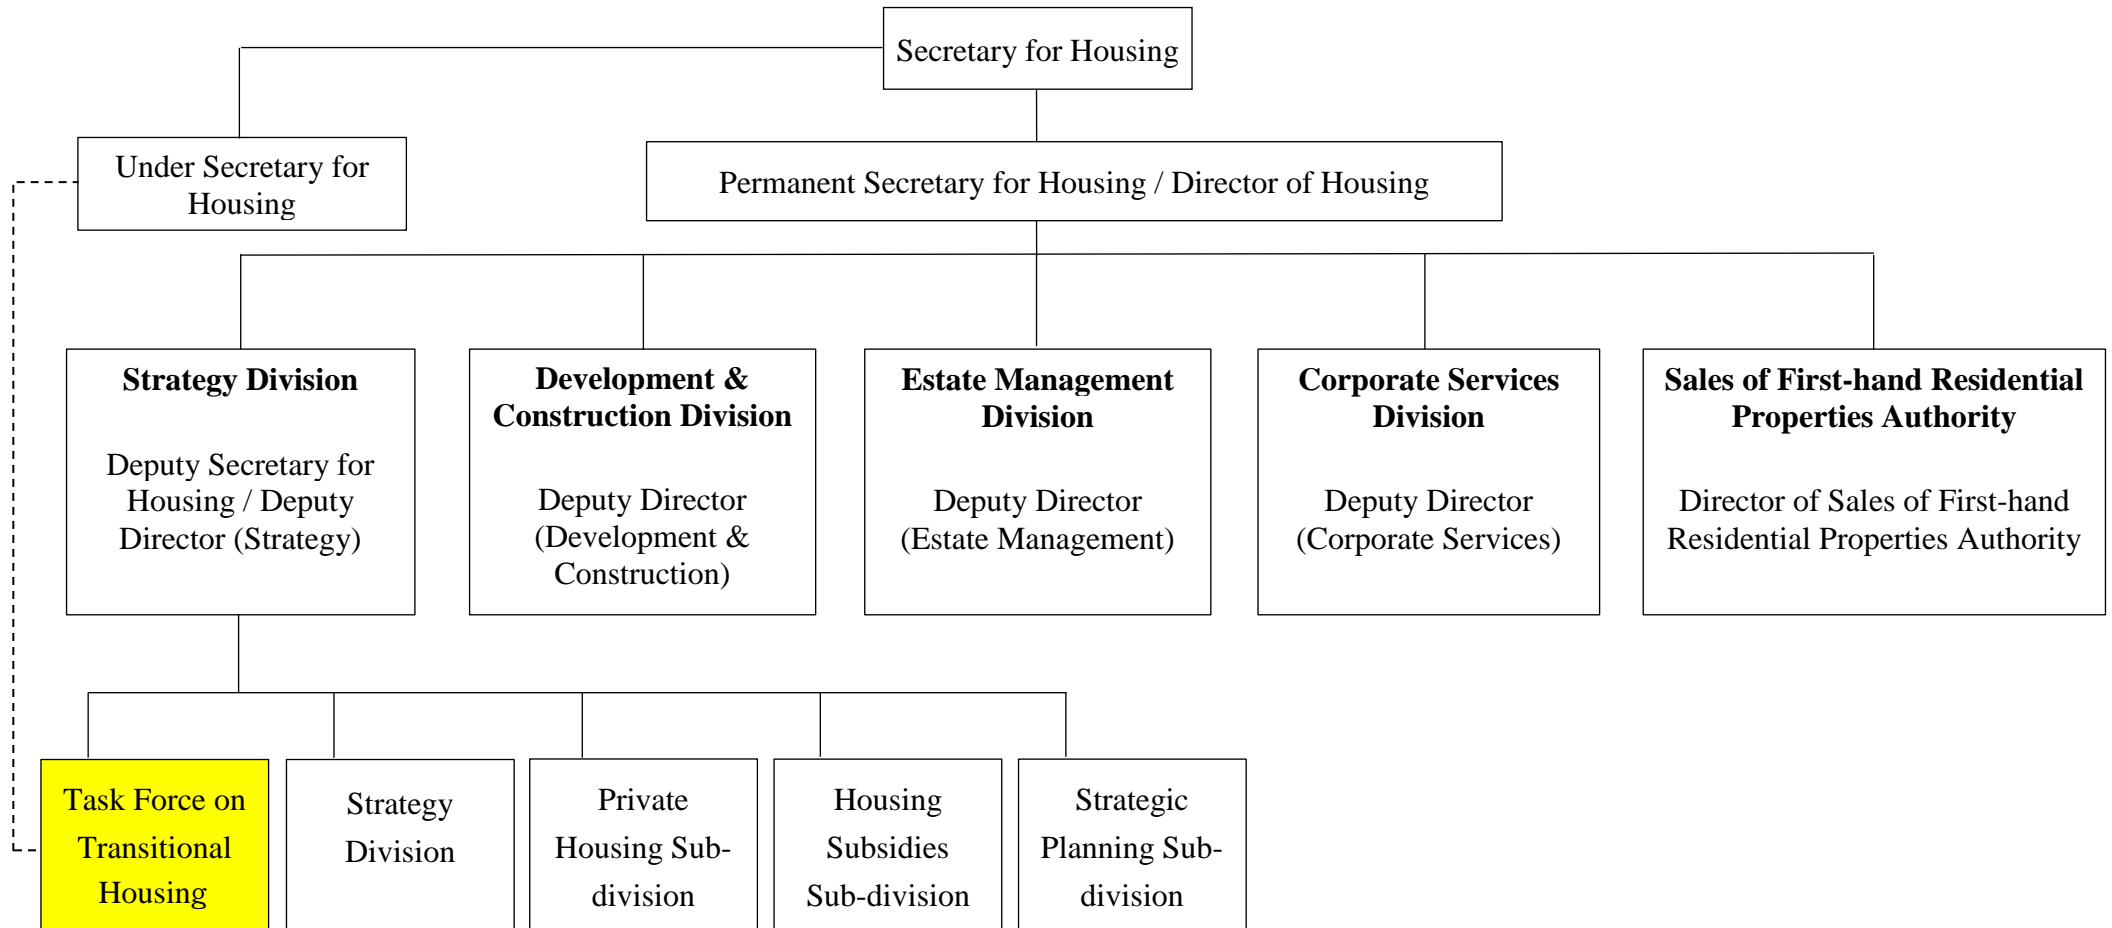 Secretary for Housing
Under Secretary for
Housing
Permanent Secretary for Housing / Director of Housing
Strategy Division
Deputy Secretary for
Housing / Deputy
Director (Strategy)
Development &
Construction Division
Deputy Director
(Development &
Construction)
Estate Management
Division
Deputy Director
(Estate Management)
Corporate Services
Division
Deputy Director
(Corporate Services)
Sales of First-hand Residential
Properties Authority
Director of Sales of First-hand
Residential Properties Authority
Task Force on
Transitional
Housing
Strategy
Division
Private
Housing Sub-
division
Housing
Subsidies
Sub-division
Strategic
Planning Sub-
division